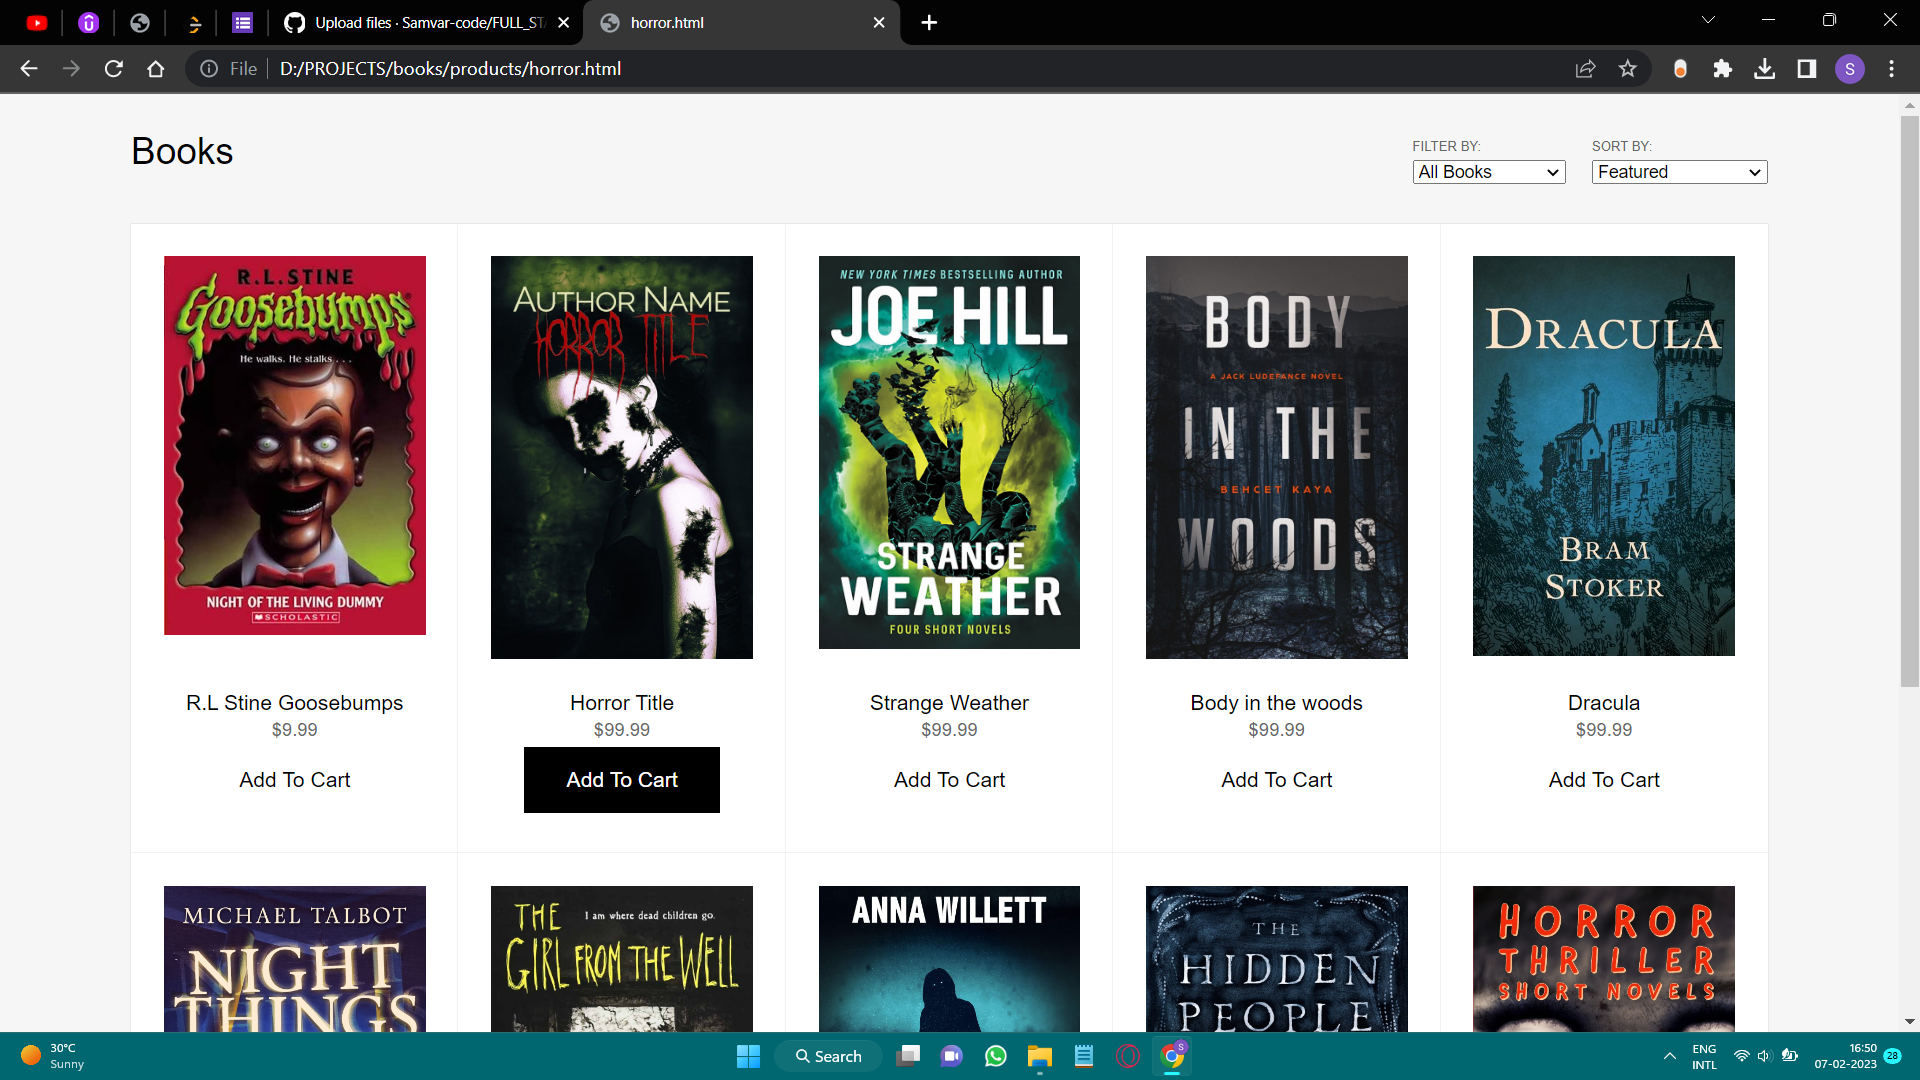 Upload files · Samvar-code/FULL_ST
horror.html
File
D:/PROJECTS/books/products/horror.html
S
Books
FILTER BY:
All Books
SORT BY:
Featured
R.L.STINE
Goosebumps
He walks. He stalks . . .
NIGHT OF THE LIVING DUMMY
SCHOLASTIC
AUTHOR NAME
HORROR TITLE
NEW YORK TIMES BESTSELLING AUTHOR
JOE HILL
STRANGE
WEATHER
FOUR SHORT NOVELS
BODY
A JACK LUDEFANCE NOVEL
IN THE
BEHCET KAYA
WOODS
DRACULA
BRAM
STOKER
R.L Stine Goosebumps
$9.99
Add To Cart
Horror Title
$99.99
Add To Cart
Strange Weather
$99.99
Add To Cart
Body in the woods
$99.99
Add To Cart
Dracula
$99.99
Add To Cart
MICHAEL TALBOT
NIGHT
THINGS
THE
I am where dead children go.
GIRL FROM THE WELL
ANNA WILLETT
THE
HIDDEN
PEOPLE
HORROR
THRILLER
SHORT NOVELS
30°C
Sunny
Search
S
ENG
INTL
16:50
07-02-2023
28